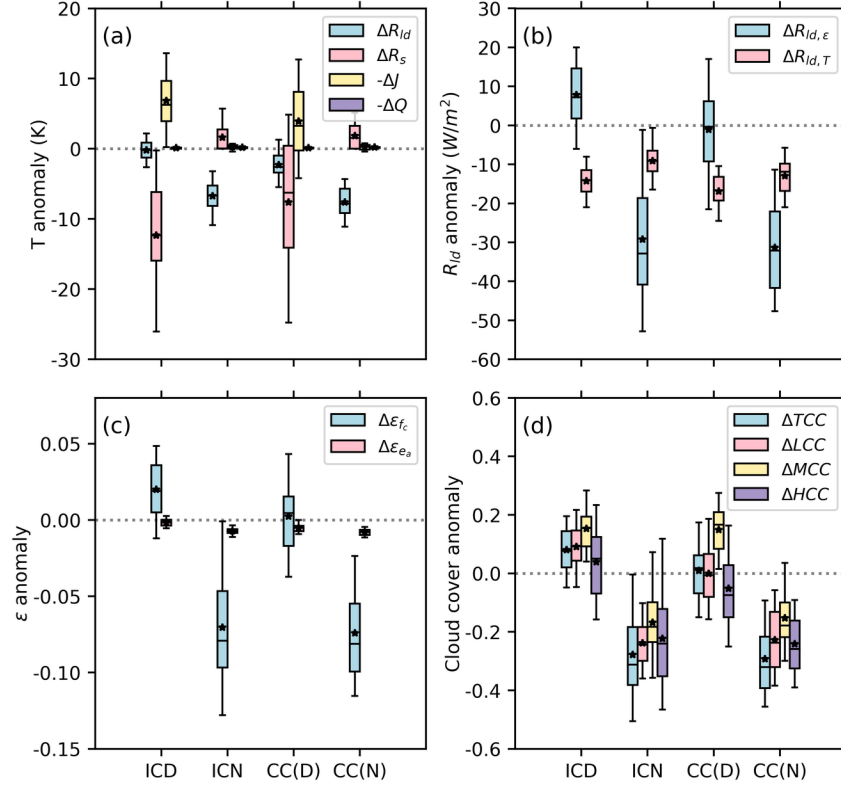 (a)
ΔR_ld
ΔR_s
-ΔJ
-ΔQ
T anomaly (K)
20
10
0
-10
-20
-30
(b)
ΔR_ld,ε
ΔR_ld,T
R_ld anomaly (W/m²)
30
20
10
0
-10
-20
-30
-40
-50
-60
(c)
Δε_fc
Δε_ea
ε anomaly
0.05
0.00
-0.05
-0.10
-0.15
ICD ICN CC(D) CC(N)
(d)
ΔTCC
ΔLCC
ΔMCC
ΔHCC
Cloud cover anomaly
0.6
0.4
0.2
0.0
-0.2
-0.4
-0.6
ICD ICN CC(D) CC(N)